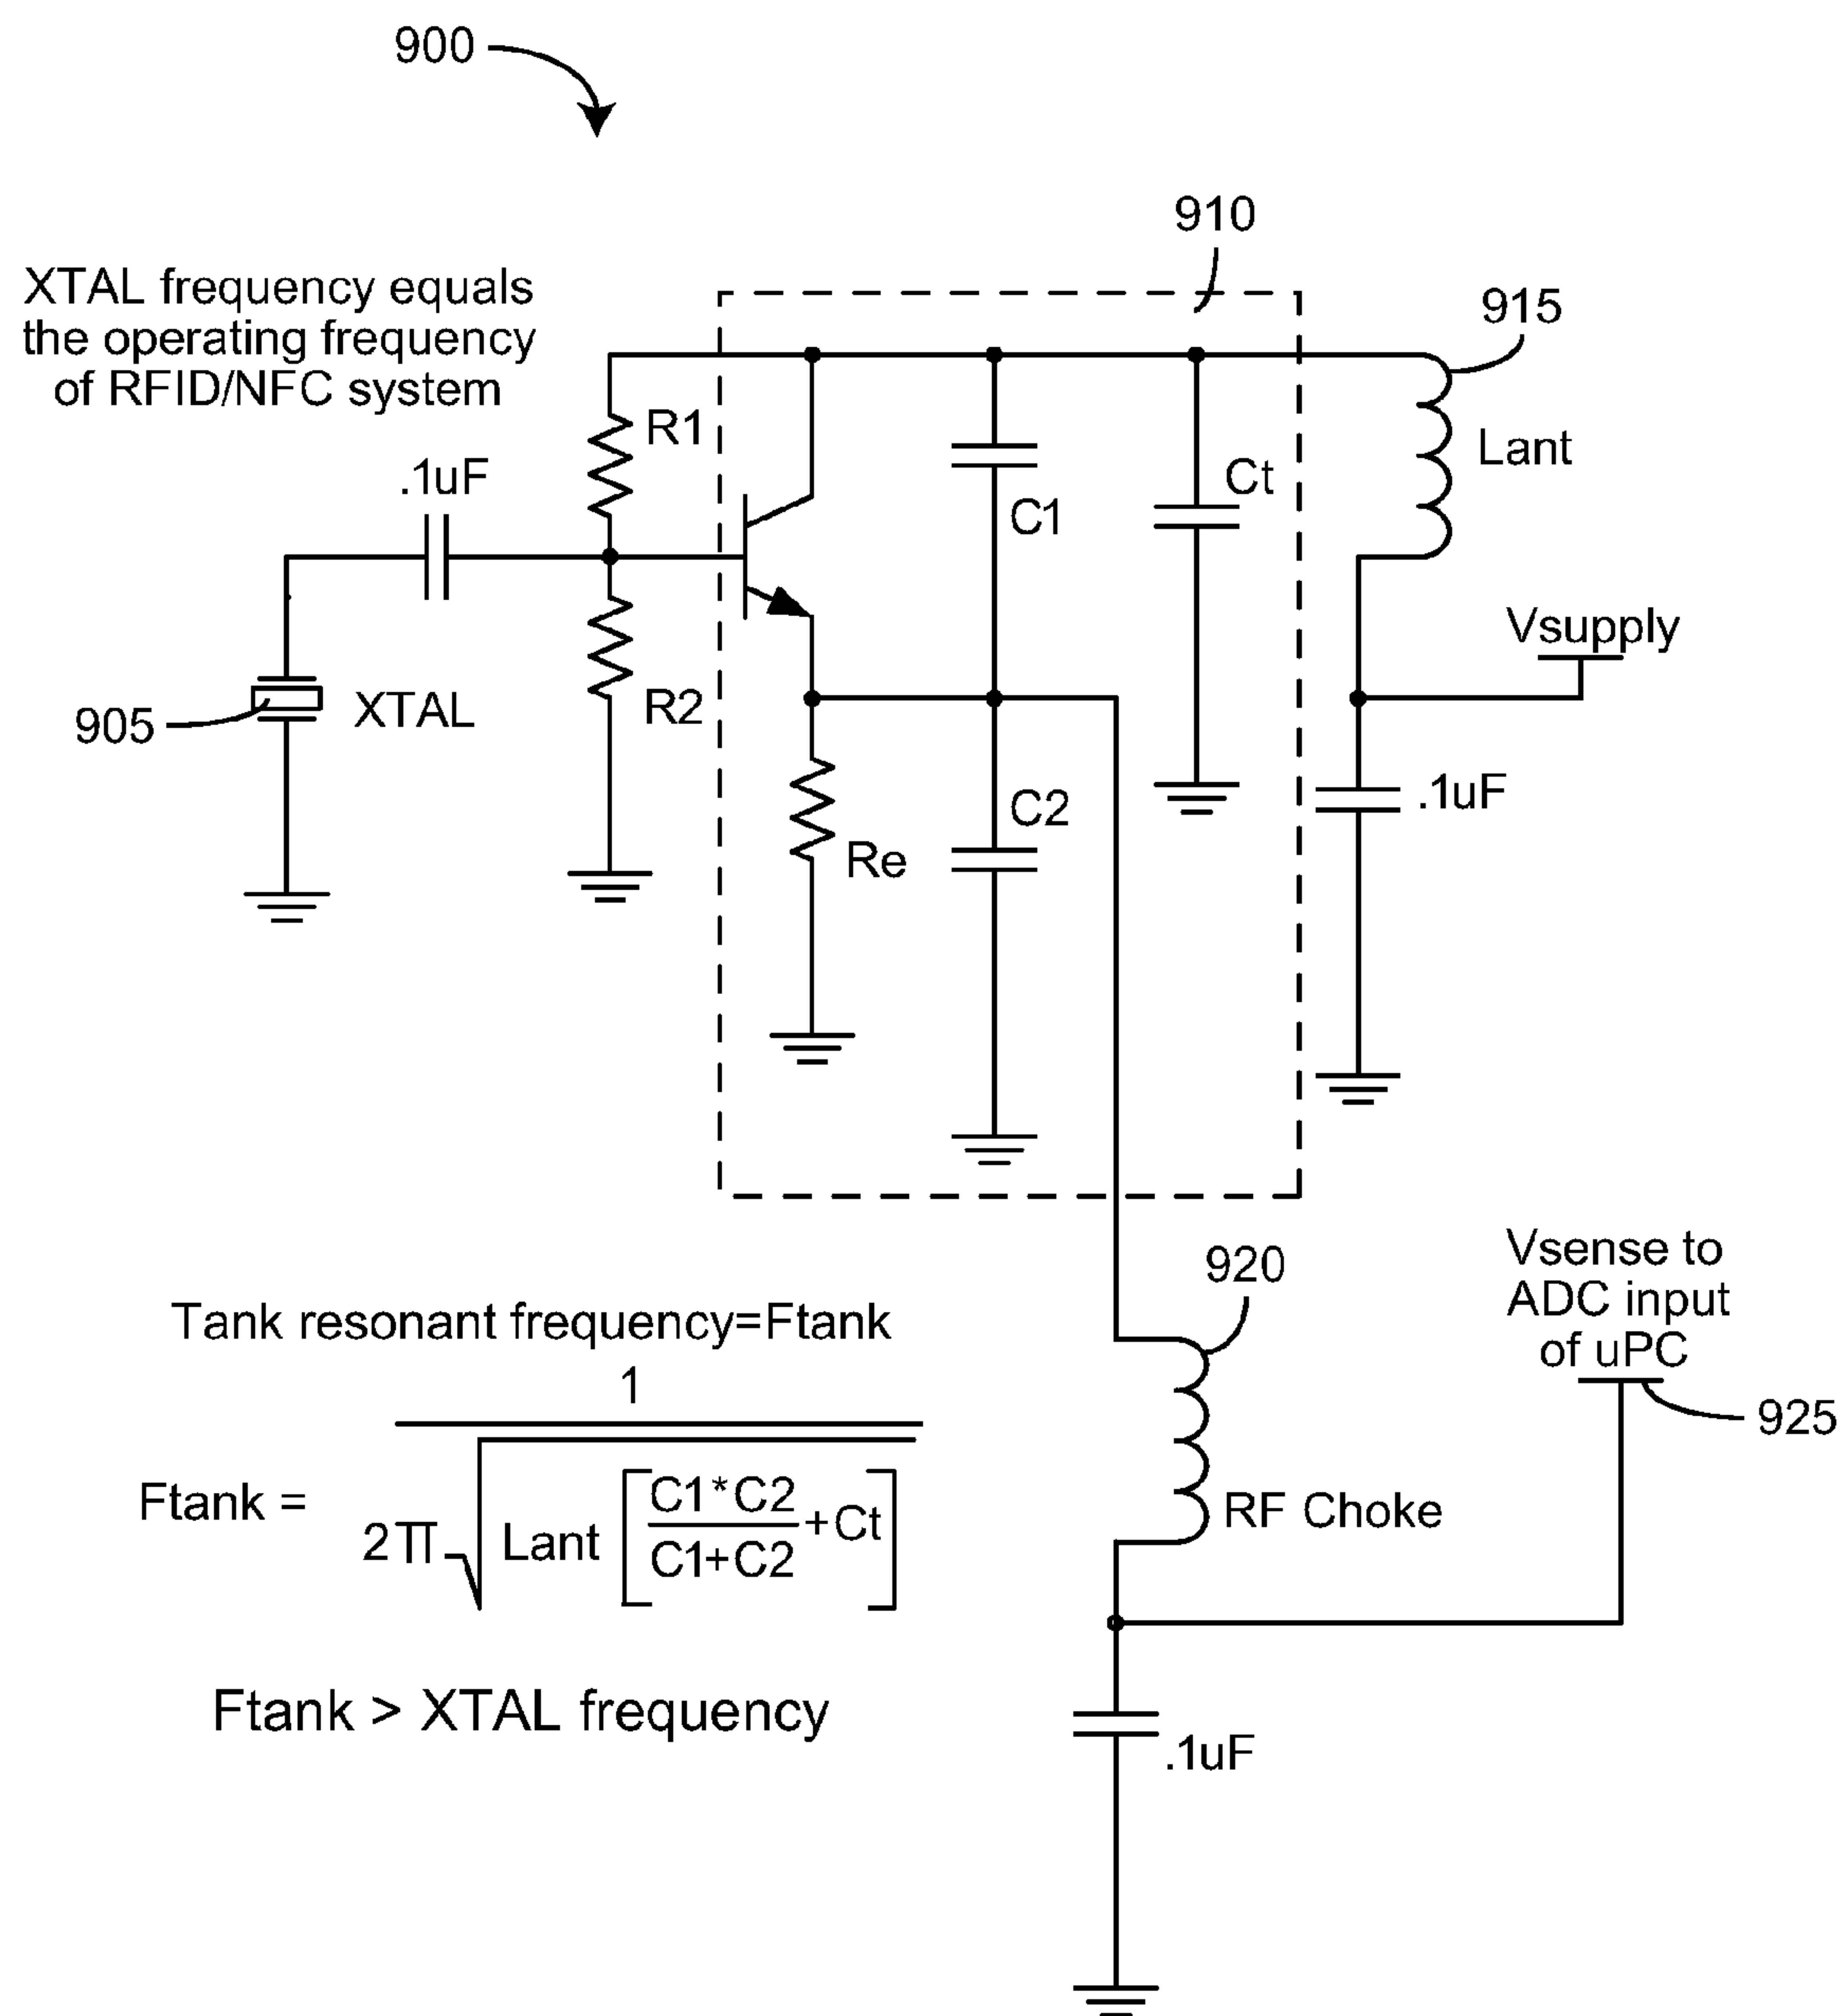 900
910
XTAL frequency equals
the operating frequency
of RFID/NFC system
915
R1
.1uF
Ct
Lant
C1
Vsupply
905
XTAL
R2
C2
.1uF
Re
920
Vsense to
ADC input
of uPC
925
Tank resonant frequency=Ftank
1
Ftank =
2π√ Lant [C1*C2
C1+C2 +Ct]
RF Choke
Ftank > XTAL frequency
.1uF